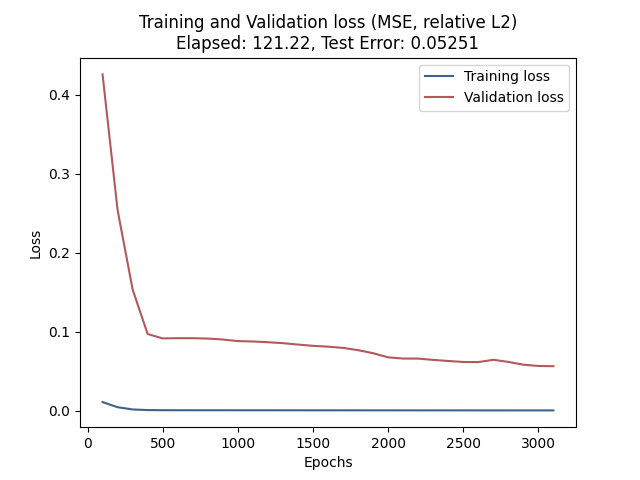 Training and Validation loss (MSE, relative L2)
Elapsed: 121.22, Test Error: 0.05251
Training loss
Validation loss
Loss
0.4
0.3
0.2
0.1
0.0
0
500
1000
1500
2000
2500
3000
Epochs